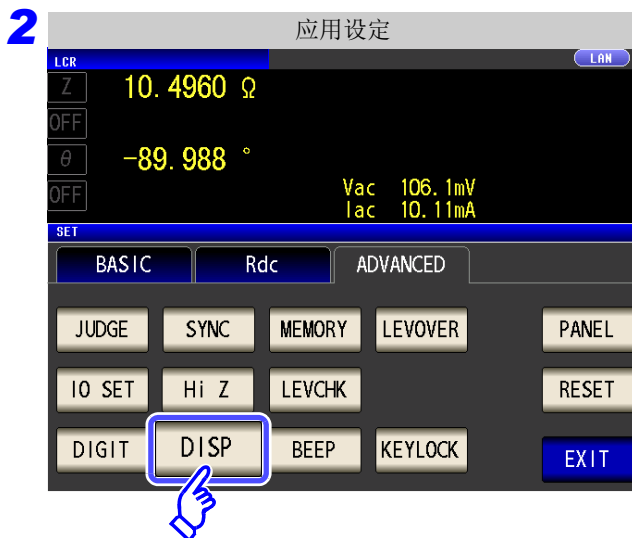 2
应用设定
LCR
LAN
Z 10.4960 Ω
OFF
θ -89.988 °
OFF
Vac 106.1mV
Iac 10.11mA
SET
BASIC Rdc ADVANCED
JUDGE SYNC MEMORY LEVOVER PANEL
IO SET Hi Z LEVCHK RESET
DIGIT DISP BEEP KEYLOCK EXIT